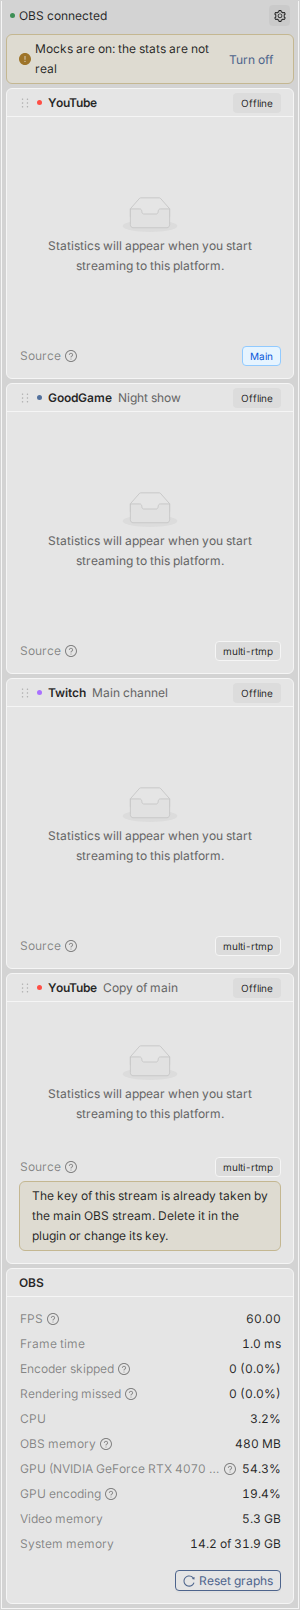 OBS connected
Mocks are on: the stats are not
real
Turn off
YouTube Offline
Statistics will appear when you start
streaming to this platform.
Source Main
GoodGame Night show Offline
Statistics will appear when you start
streaming to this platform.
Source multi-rtmp
Twitch Main channel Offline
Statistics will appear when you start
streaming to this platform.
Source multi-rtmp
YouTube Copy of main Offline
Statistics will appear when you start
streaming to this platform.
Source multi-rtmp
The key of this stream is already taken by
the main OBS stream. Delete it in the
plugin or change its key.
OBS
FPS 60.00
Frame time 1.0 ms
Encoder skipped 0 (0.0%)
Rendering missed 0 (0.0%)
CPU 3.2%
OBS memory 480 MB
GPU (NVIDIA GeForce RTX 4070 ... 54.3%
GPU encoding 19.4%
Video memory 5.3 GB
System memory 14.2 of 31.9 GB
Reset graphs